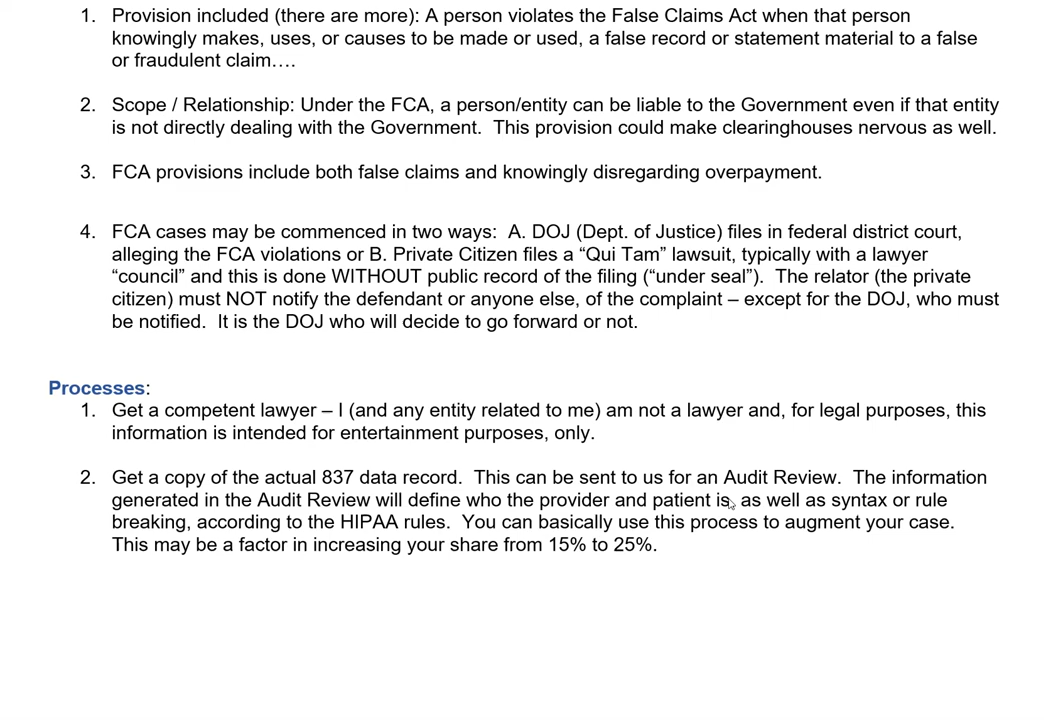 1. Provision included (there are more): A person violates the False Claims Act when that person
knowingly makes, uses, or causes to be made or used, a false record or statement material to a false
or fraudulent claim….
2. Scope / Relationship: Under the FCA, a person/entity can be liable to the Government even if that entity
is not directly dealing with the Government.  This provision could make clearinghouses nervous as well.
3. FCA provisions include both false claims and knowingly disregarding overpayment.
4. FCA cases may be commenced in two ways:  A. DOJ (Dept. of Justice) files in federal district court,
alleging the FCA violations or B. Private Citizen files a “Qui Tam” lawsuit, typically with a lawyer
“council” and this is done WITHOUT public record of the filing (“under seal”).  The relator (the private
citizen) must NOT notify the defendant or anyone else, of the complaint – except for the DOJ, who must
be notified.  It is the DOJ who will decide to go forward or not.
Processes:
1. Get a competent lawyer – I (and any entity related to me) am not a lawyer and, for legal purposes, this
information is intended for entertainment purposes, only.
2. Get a copy of the actual 837 data record.  This can be sent to us for an Audit Review.  The information
generated in the Audit Review will define who the provider and patient is, as well as syntax or rule
breaking, according to the HIPAA rules.  You can basically use this process to augment your case.
This may be a factor in increasing your share from 15% to 25%.